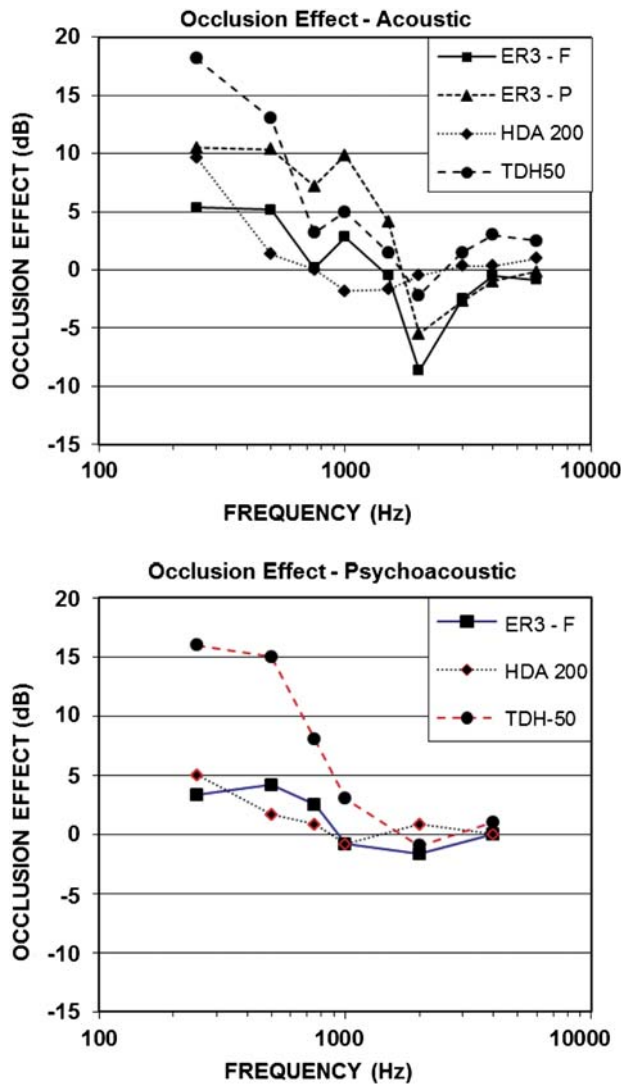 Occlusion Effect - Acoustic
20
15
10
5
0
-5
-10
-15
OCCLUSION EFFECT (dB)
ER3 - F
ER3 - P
HDA 200
TDH50
100
1000
10000
FREQUENCY (Hz)
Occlusion Effect - Psychoacoustic
20
15
10
5
0
-5
-10
-15
OCCLUSION EFFECT (dB)
ER3 - F
HDA 200
TDH-50
100
1000
10000
FREQUENCY (Hz)